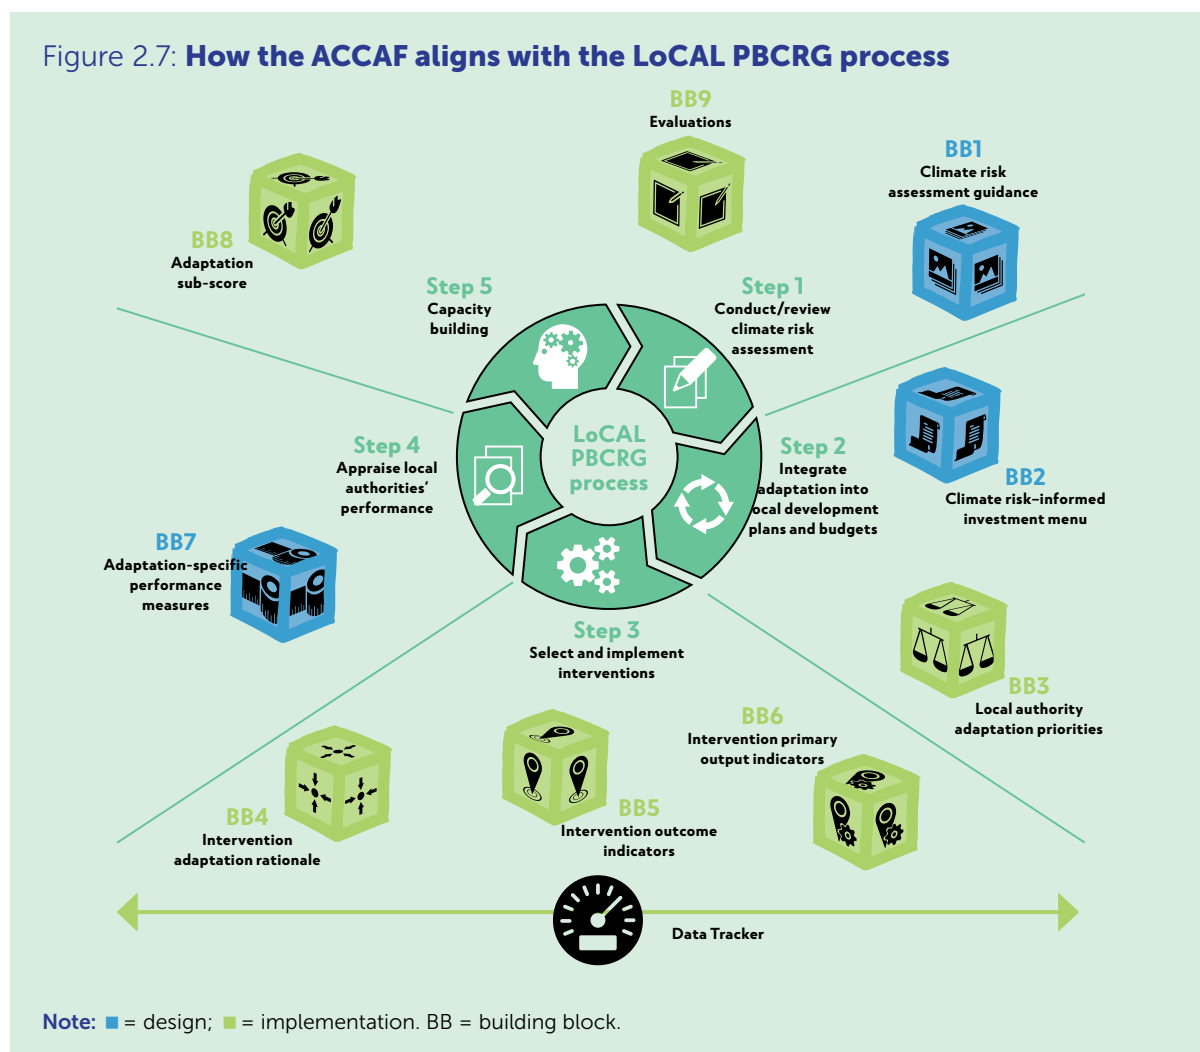 Figure 2.7: How the ACCAF aligns with the LoCAL PBCRG process
BB9
Evaluations
BB1
Climate risk
assessment guidance
BB8
Adaptation
sub-score
Step 5
Capacity
building
Step 1
Conduct/review
climate risk
assessment
LoCAL
PBCRG
process
Step 4
Appraise local
authorities’
performance
Step 2
Integrate
adaptation into
local development
plans and budgets
BB2
Climate risk–informed
investment menu
BB7
Adaptation-specific
performance
measures
Step 3
Select and implement
interventions
BB3
Local authority
adaptation priorities
BB6
Intervention primary
output indicators
BB4
Intervention
adaptation rationale
BB5
Intervention outcome
indicators
Data Tracker
Note: ■ = design; ■ = implementation. BB = building block.